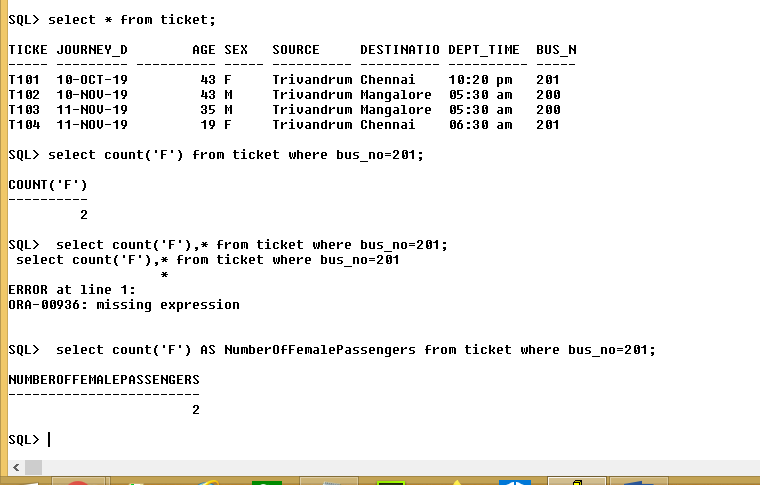 SQL> select * from ticket;
TICKE JOURNEY_D AGE SEX SOURCE DESTINATIO DEPT_TIME BUS_N
----- --------- ---------- ----- ---------- ---------- ---------- -----
T101 10-OCT-19 43 F Trivandrum Chennai 10:20 pm 201
T102 10-NOV-19 43 M Trivandrum Mangalore 05:30 am 200
T103 11-NOV-19 35 M Trivandrum Mangalore 05:30 am 200
T104 11-NOV-19 19 F Trivandrum Chennai 06:30 am 201
SQL> select count('F') from ticket where bus_no=201;
COUNT('F')
----------
2
SQL>  select count('F'),* from ticket where bus_no=201;
 select count('F'),* from ticket where bus_no=201
*
ERROR at line 1:
ORA-00936: missing expression
SQL>  select count('F') AS NumberOfFemalePassengers from ticket where bus_no=201;
NUMBEROFFEMALEPASSENGERS
------------------------
2
SQL>